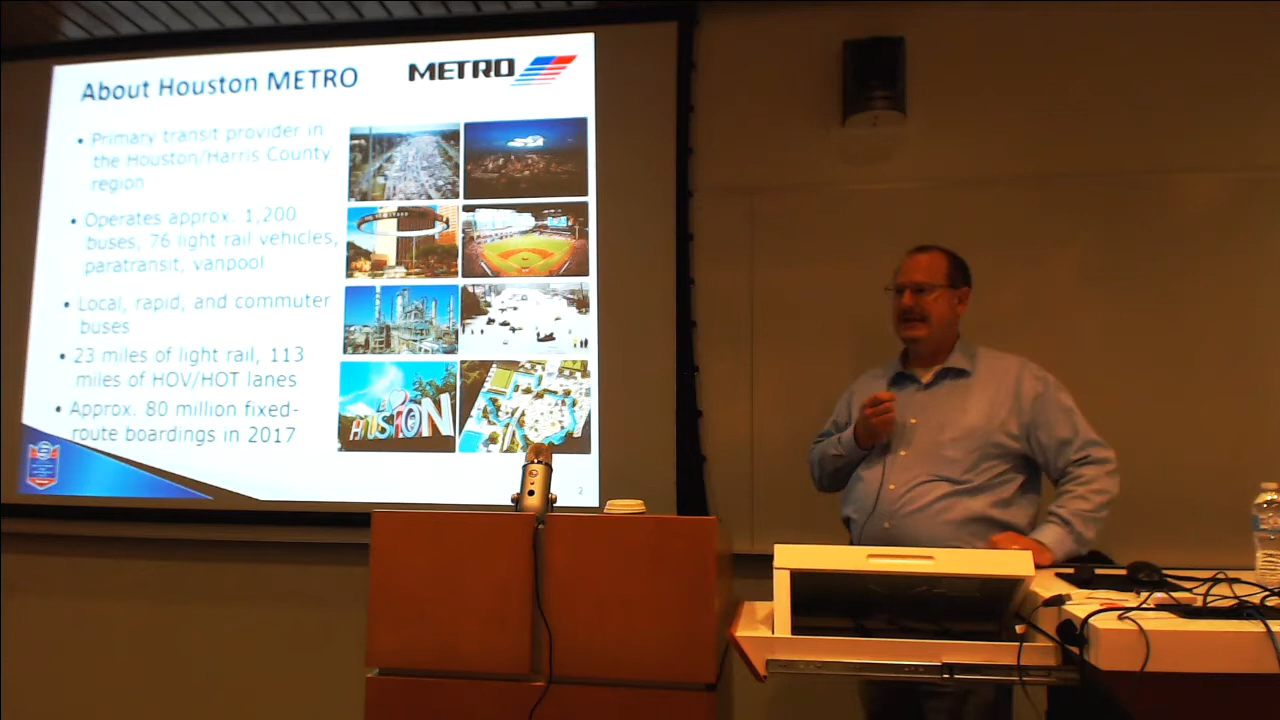 About Houston METRO
METRO
• Primary transit provider in
the Houston/Harris County
region
• Operates approx. 1,200
buses, 76 light rail vehicles,
paratransit, vanpool
• Local, rapid, and commuter
buses
• 23 miles of light rail, 113
miles of HOV/HOT lanes
• Approx. 80 million fixed-
route boardings in 2017
HOUSTON
2